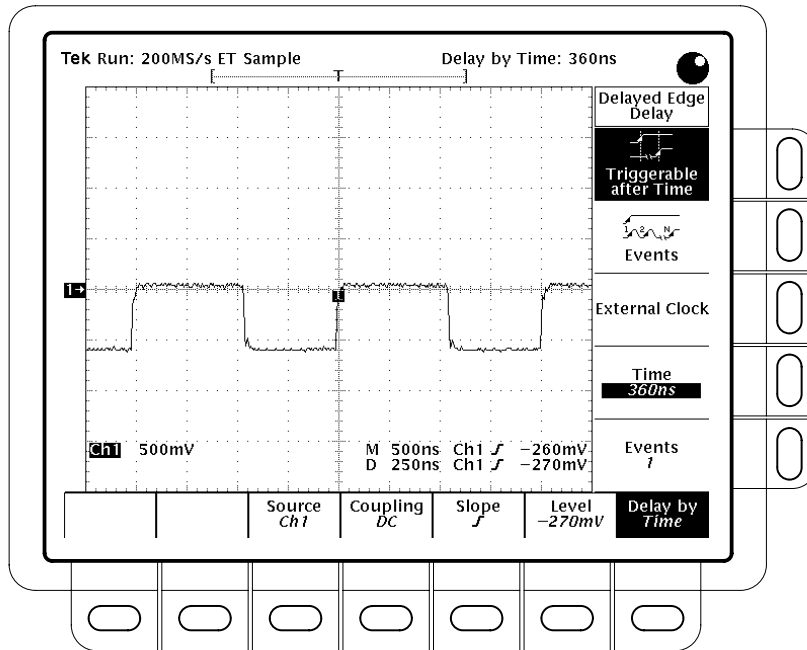 Tek Run: 200MS/s ET Sample
Delay by Time: 360ns
T
Delayed Edge
Delay
Triggerable
after Time
1 2 N
Events
1→
T
External Clock
Time
360ns
Ch1 500mV
M 500ns Ch1 ƒ −260mV
D 250ns Ch1 ƒ −270mV
Events
1
Source
Ch1
Coupling
DC
Slope
ƒ
Level
−270mV
Delay by
Time